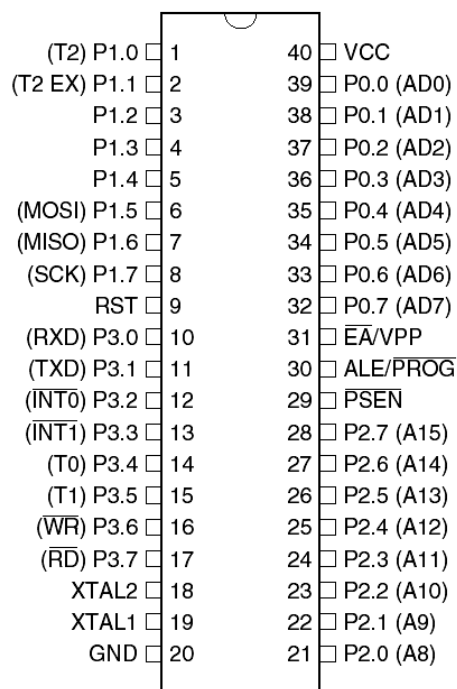 (T2) P1.0 1 40 VCC
(T2 EX) P1.1 2 39 P0.0 (AD0)
P1.2 3 38 P0.1 (AD1)
P1.3 4 37 P0.2 (AD2)
P1.4 5 36 P0.3 (AD3)
(MOSI) P1.5 6 35 P0.4 (AD4)
(MISO) P1.6 7 34 P0.5 (AD5)
(SCK) P1.7 8 33 P0.6 (AD6)
RST 9 32 P0.7 (AD7)
(RXD) P3.0 10 31 E̅A̅/VPP
(TXD) P3.1 11 30 ALE/P̅R̅O̅G̅
(I̅N̅T̅0̅) P3.2 12 29 P̅S̅E̅N̅
(I̅N̅T̅1̅) P3.3 13 28 P2.7 (A15)
(T0) P3.4 14 27 P2.6 (A14)
(T1) P3.5 15 26 P2.5 (A13)
(W̅R̅) P3.6 16 25 P2.4 (A12)
(R̅D̅) P3.7 17 24 P2.3 (A11)
XTAL2 18 23 P2.2 (A10)
XTAL1 19 22 P2.1 (A9)
GND 20 21 P2.0 (A8)